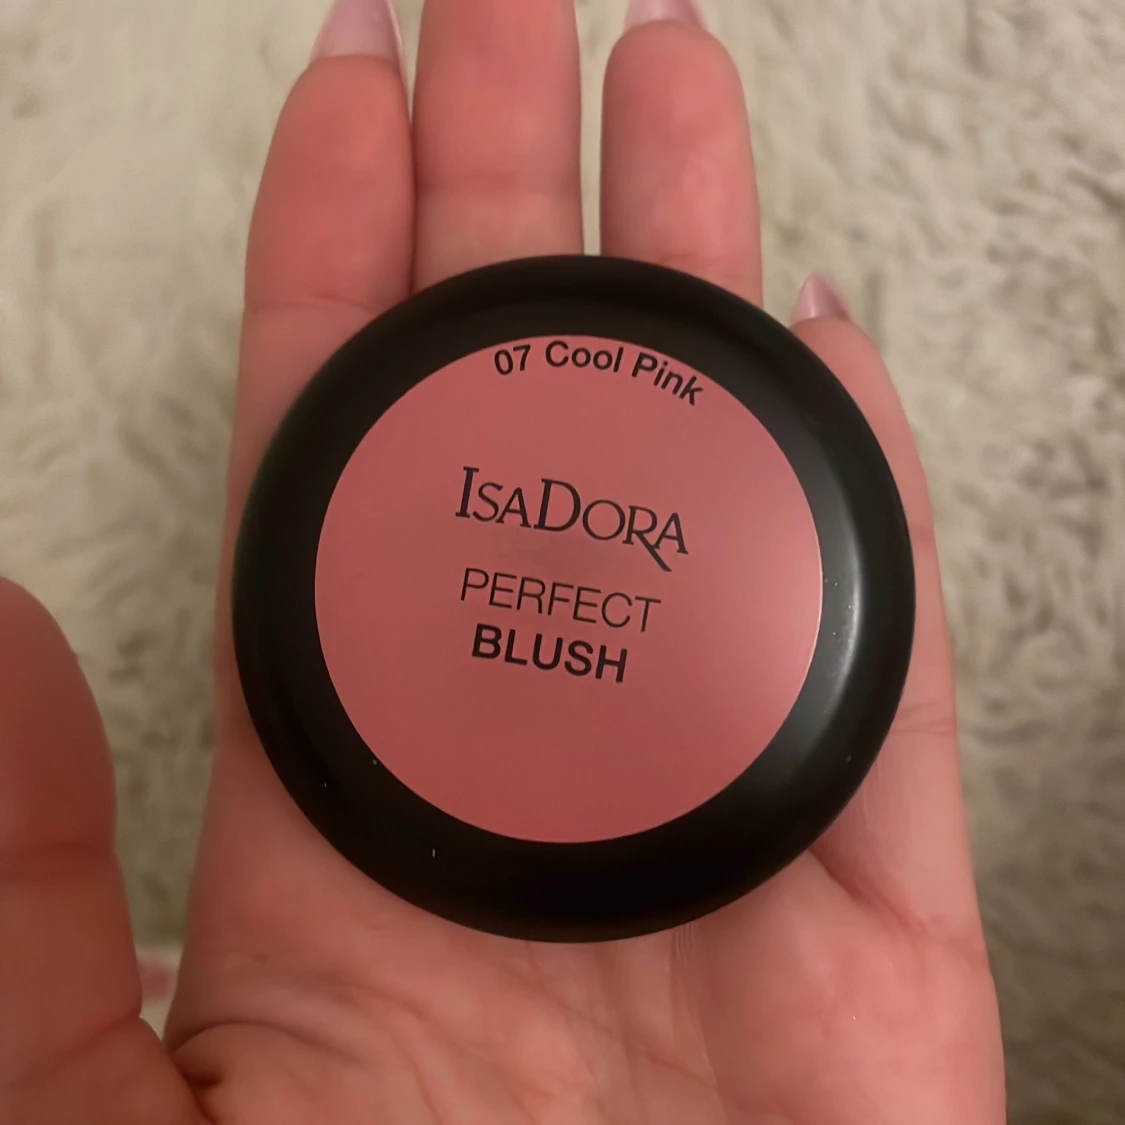 07 Cool Pink
IsaDora
PERFECT
BLUSH